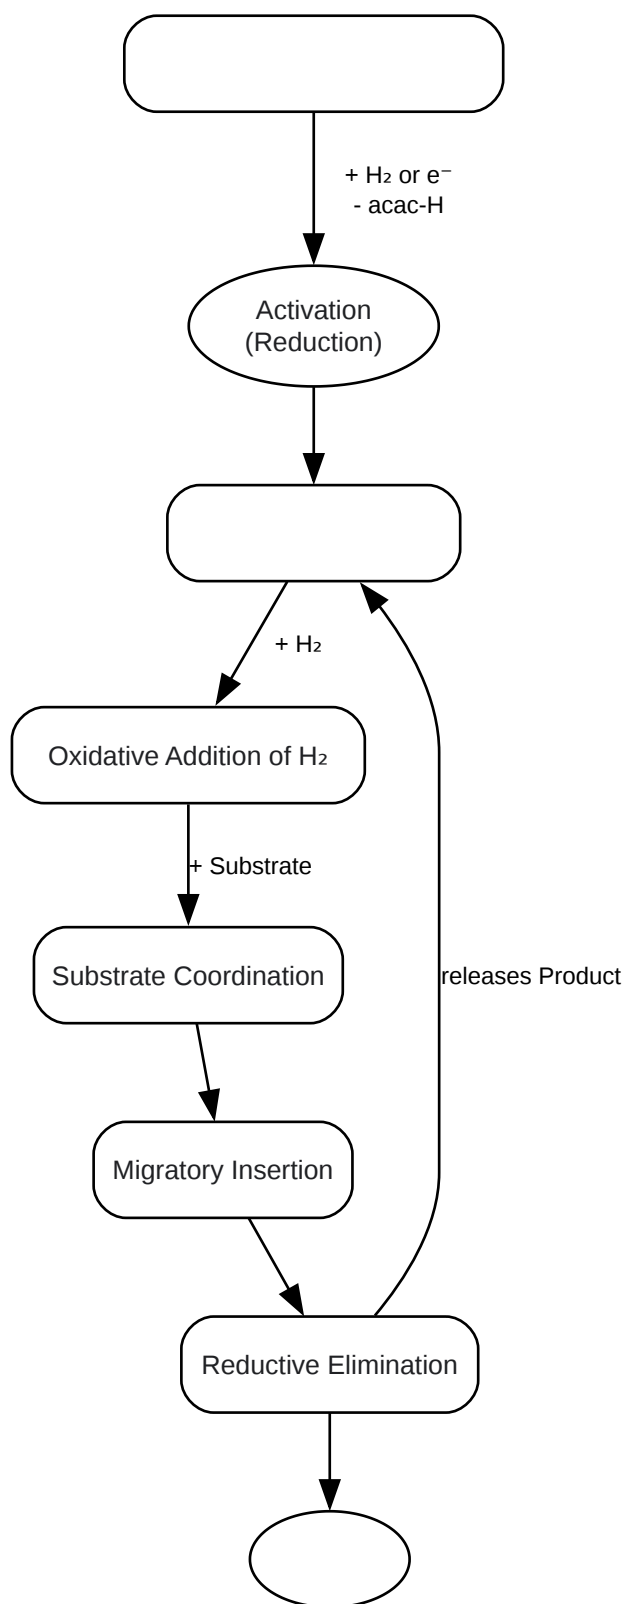 + H₂ or e⁻
- acac-H
Activation
(Reduction)
+ H₂
Oxidative Addition of H₂
+ Substrate
Substrate Coordination
releases Product
Migratory Insertion
Reductive Elimination